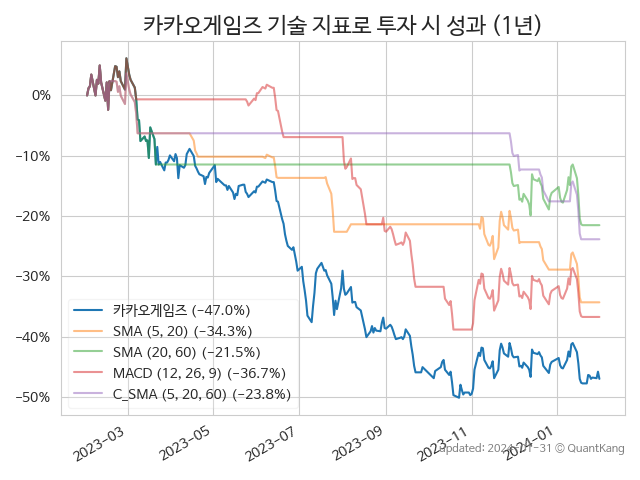 카카오게임즈 기술 지표로 투자 시 성과 (1년)
0%
−10%
−20%
−30%
−40%
−50%
카카오게임즈 (−47.0%)
SMA (5, 20) (−34.3%)
SMA (20, 60) (−21.5%)
MACD (12, 26, 9) (−36.7%)
C_SMA (5, 20, 60) (−23.8%)
2023−03
2023−05
2023−07
2023−09
2023−11
2024−01
updated: 2024−01−31 © QuantKang